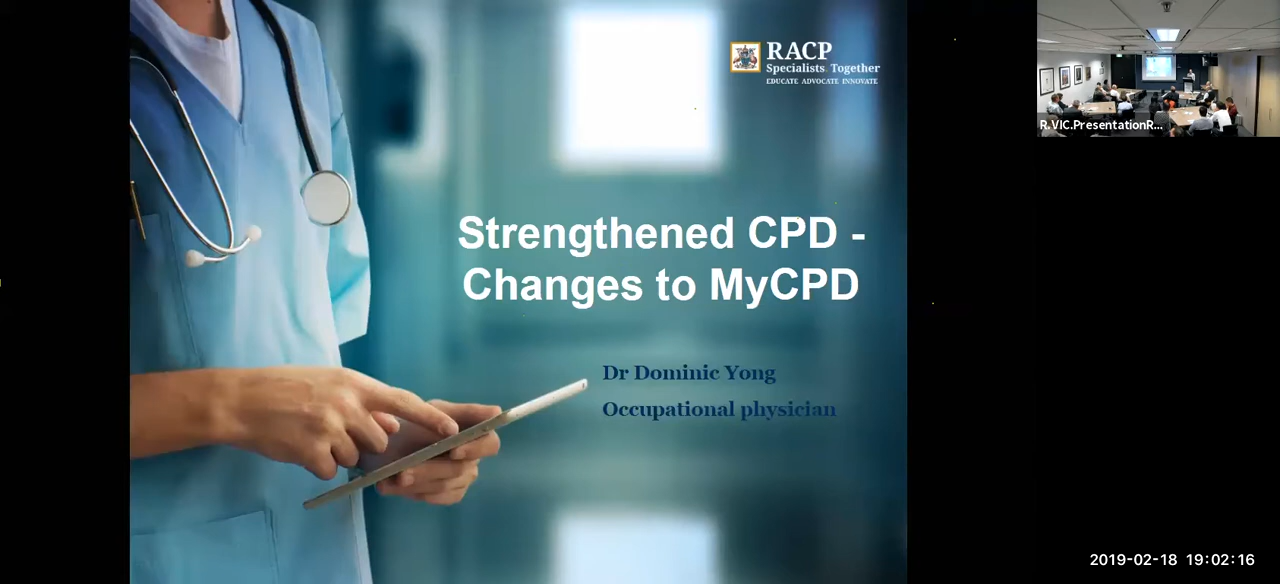 RACP
Specialists. Together
EDUCATE ADVOCATE INNOVATE
R.VIC.PresentationR...
Strengthened CPD -
Changes to MyCPD
Dr Dominic Yong
Occupational physician
2019-02-18 19:02:16